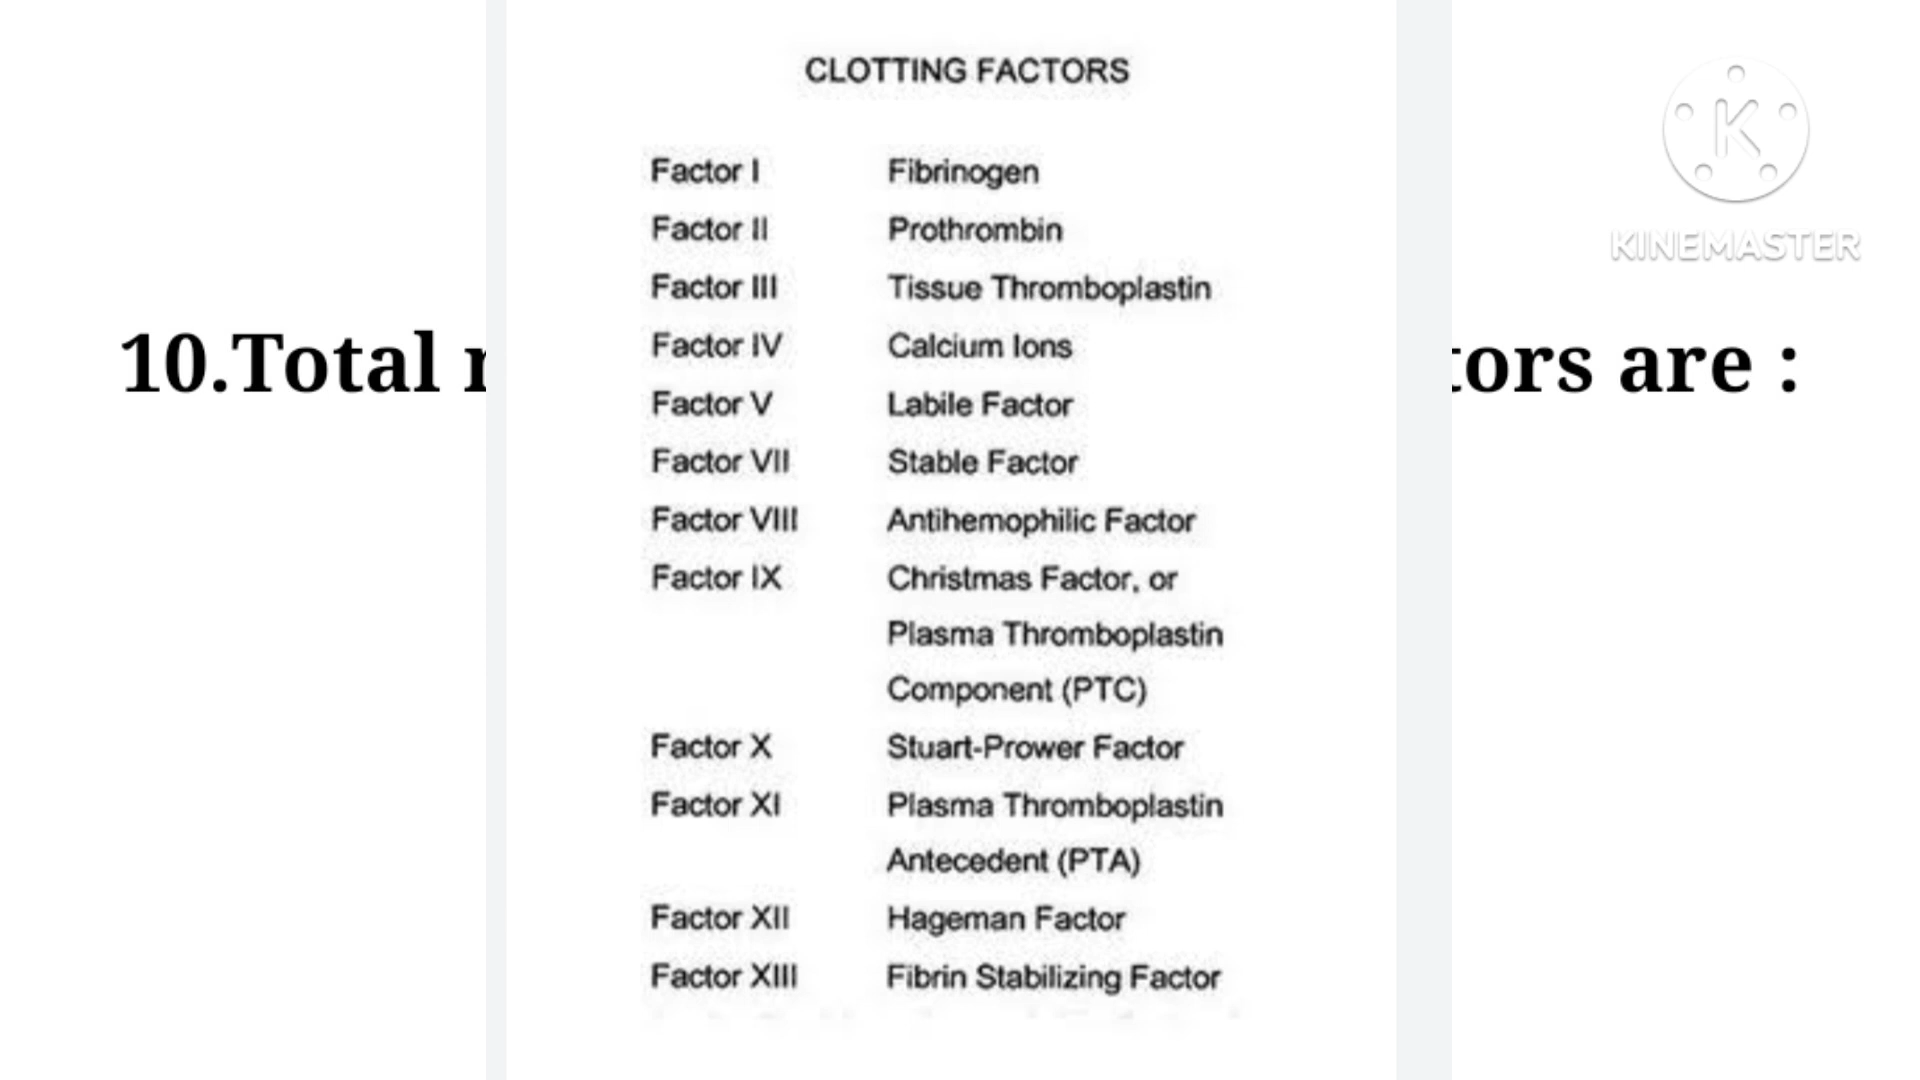 CLOTTING FACTORS
Factor I Fibrinogen
Factor II Prothrombin
Factor III Tissue Thromboplastin
Factor IV Calcium Ions
Factor V Labile Factor
Factor VII Stable Factor
Factor VIII Antihemophilic Factor
Factor IX Christmas Factor, or
Plasma Thromboplastin
Component (PTC)
Factor X Stuart-Prower Factor
Factor XI Plasma Thromboplastin
Antecedent (PTA)
Factor XII Hageman Factor
Factor XIII Fibrin Stabilizing Factor
10.Total
tors are :
K
KINEMASTER